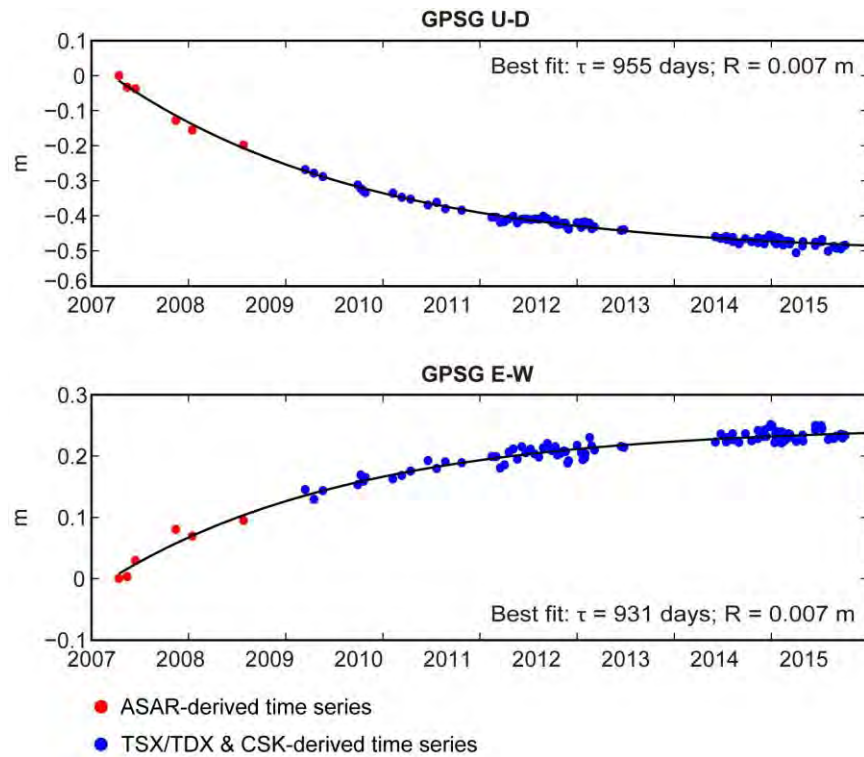 GPSG U-D
Best fit: τ = 955 days; R = 0.007 m
0.1
0
−0.1
−0.2
−0.3
−0.4
−0.5
−0.6
m
2007 2008 2009 2010 2011 2012 2013 2014 2015
GPSG E-W
0.3
0.2
0.1
0
−0.1
m
Best fit: τ = 931 days; R = 0.007 m
2007 2008 2009 2010 2011 2012 2013 2014 2015
ASAR-derived time series
TSX/TDX & CSK-derived time series